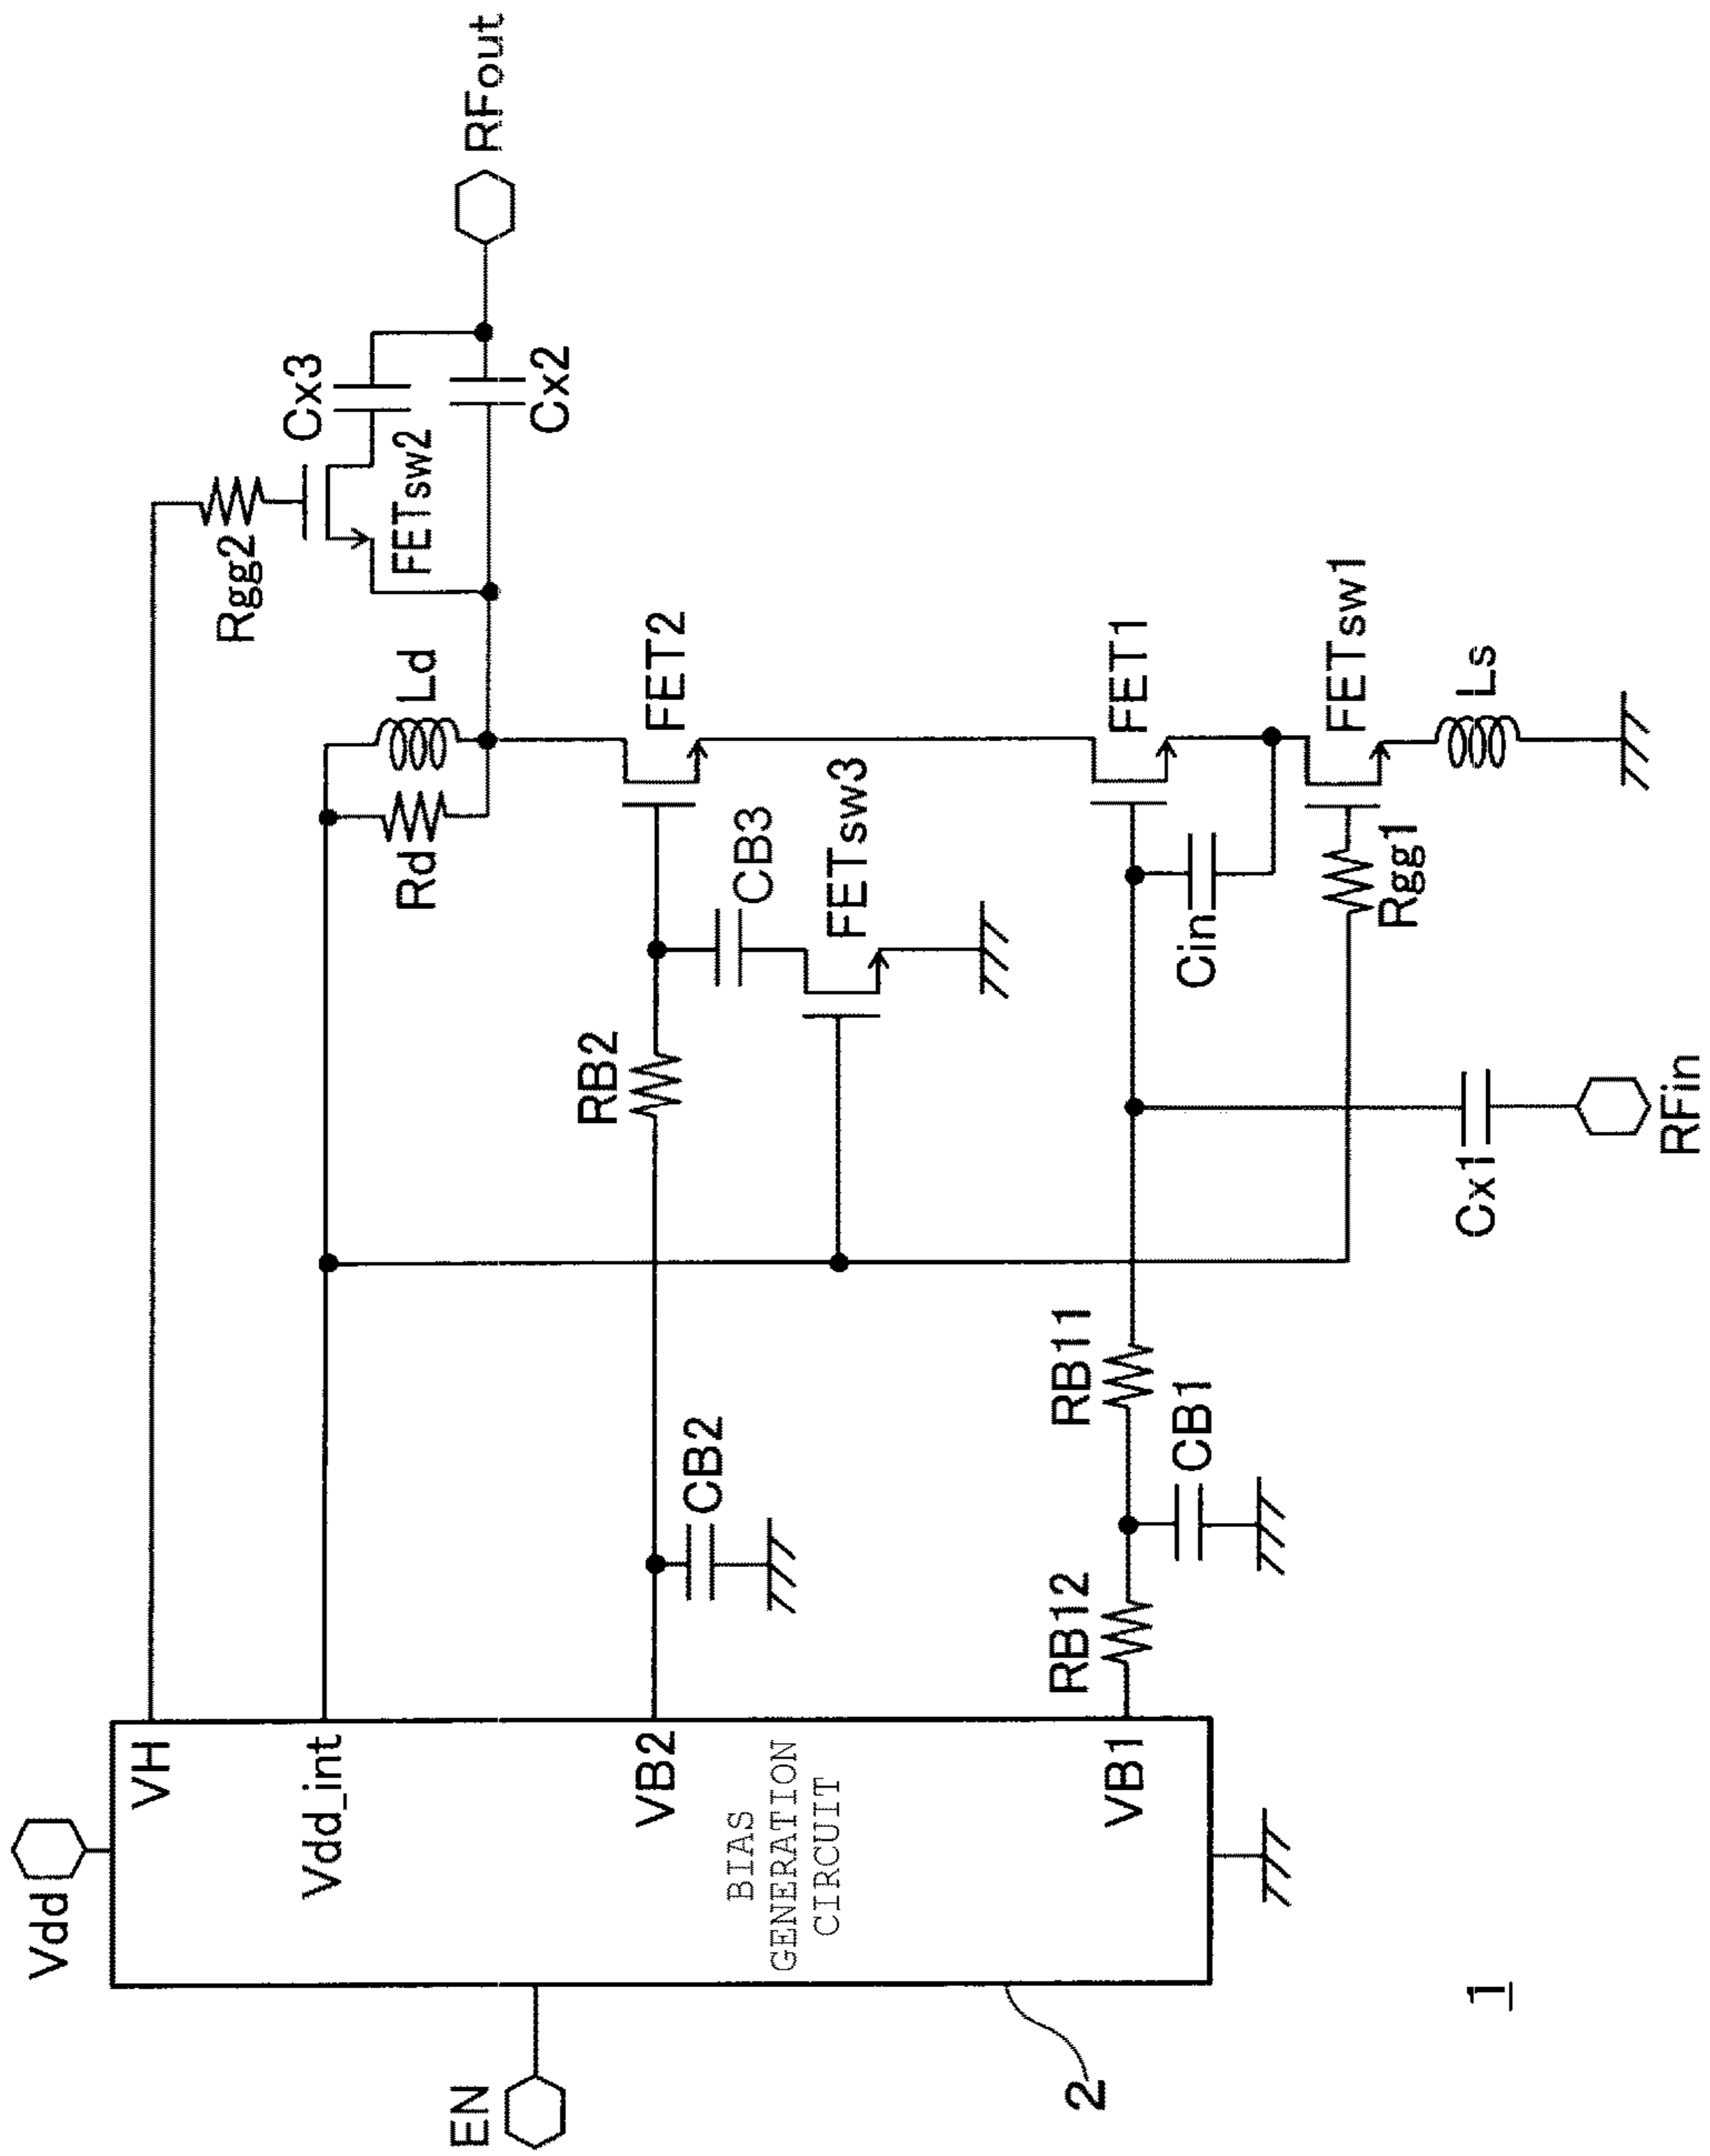 Vdd
EN
VH
Vdd_int
VB2
VB1
BIAS
GENERATION
CIRCUIT
2
RB12
CB1
RB11
CB2
RB2
CB3
FETsw3
Rd
Ld
Rgg2
FETsw2
Cx3
Cx2
RFout
FET2
FET1
Cin
FETsw1
Rgg1
Ls
Cx1
RFin
1